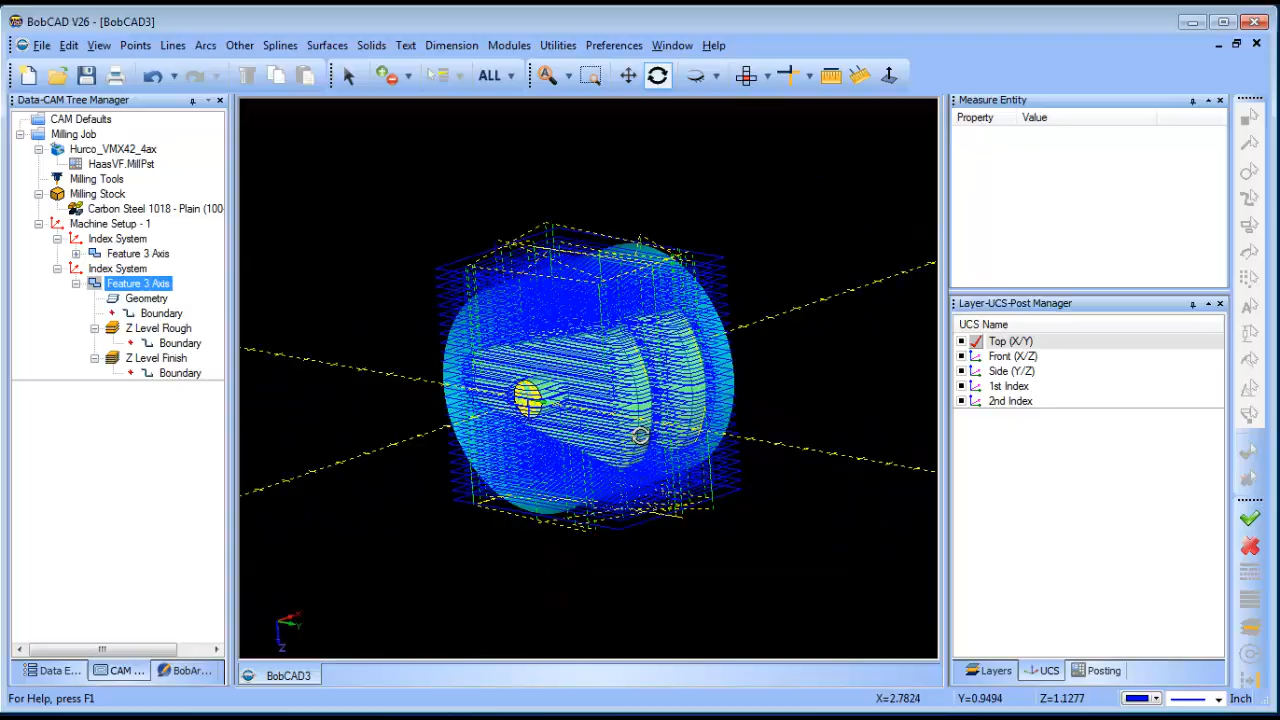 BobCAD V26 - [BobCAD3]
File Edit View Points Lines Arcs Other Splines Surfaces Solids Text Dimension Modules Utilities Preferences Window Help
ALL
Data-CAM Tree Manager
CAM Defaults
Milling Job
Hurco_VMX42_4ax
HaasVF.MillPst
Milling Tools
Milling Stock
Carbon Steel 1018 - Plain (100
Machine Setup - 1
Index System
Feature 3 Axis
Index System
Feature 3 Axis
Geometry
Boundary
Z Level Rough
Boundary
Z Level Finish
Boundary
Data E... CAM ... BobAr...
X
Y
Z
BobCAD3
Measure Entity
Property Value
Layer-UCS-Post Manager
UCS Name
Top (X/Y)
Front (X/Z)
Side (Y/Z)
1st Index
2nd Index
Layers UCS Posting
For Help, press F1
X=2.7824 Y=0.9494 Z=1.1277 Inch